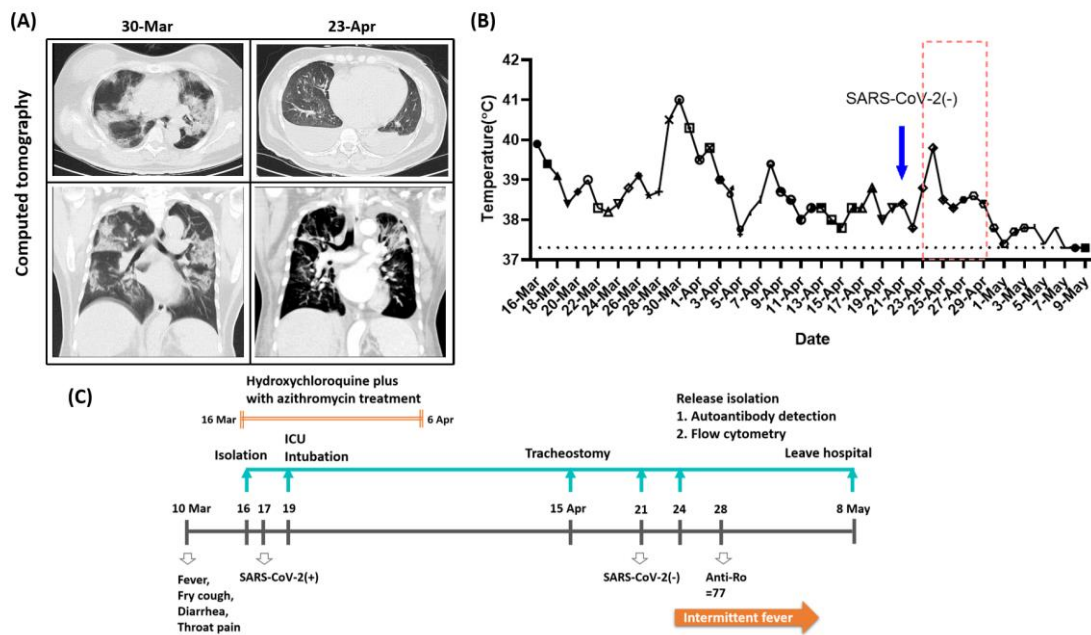 (A)
30-Mar
23-Apr
Computed tomography
(B)
42
41
40
39
38
37
Temperature(°C)
SARS-CoV-2(-)
16-Mar
18-Mar
20-Mar
22-Mar
24-Mar
26-Mar
28-Mar
30-Mar
1-Apr
3-Apr
5-Apr
7-Apr
9-Apr
11-Apr
13-Apr
15-Apr
17-Apr
19-Apr
21-Apr
23-Apr
25-Apr
27-Apr
29-Apr
1-May
3-May
5-May
7-May
9-May
Date
(C)
Hydroxychloroquine plus
with azithromycin treatment
16 Mar
6 Apr
Isolation
ICU
Intubation
Tracheostomy
Release isolation
1. Autoantibody detection
2. Flow cytometry
Leave hospital
10 Mar
16
17
19
15 Apr
21
24
28
8 May
Fever,
Fry cough,
Diarrhea,
Throat pain
SARS-CoV-2(+)
SARS-CoV-2(-)
Anti-Ro
=77
Intermittent fever